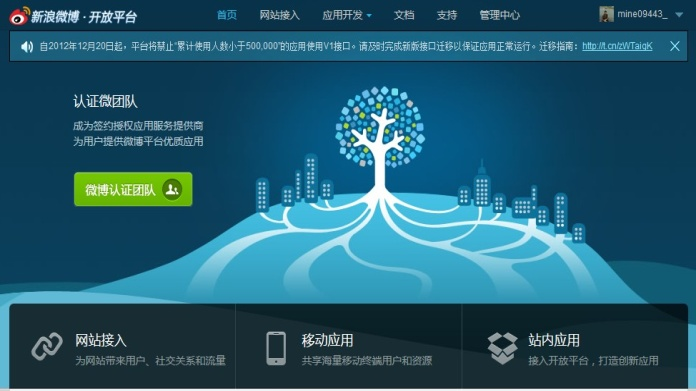 新浪微博·开放平台
首页 网站接入 应用开发 文档 支持 管理中心 mine09443_
自2012年12月20日起，平台将禁止"累计使用人数小于500,000"的应用使用V1接口。请及时完成新版接口迁移以保证应用正常运行。迁移指南：http://t.cn/zWTaigK
认证微团队
成为签约授权应用服务提供商
为用户提供微博平台优质应用
微博认证团队
网站接入 移动应用 站内应用
为网站带来用户、社交关系和流量 共享海量移动终端用户和资源 接入开放平台，打造创新应用